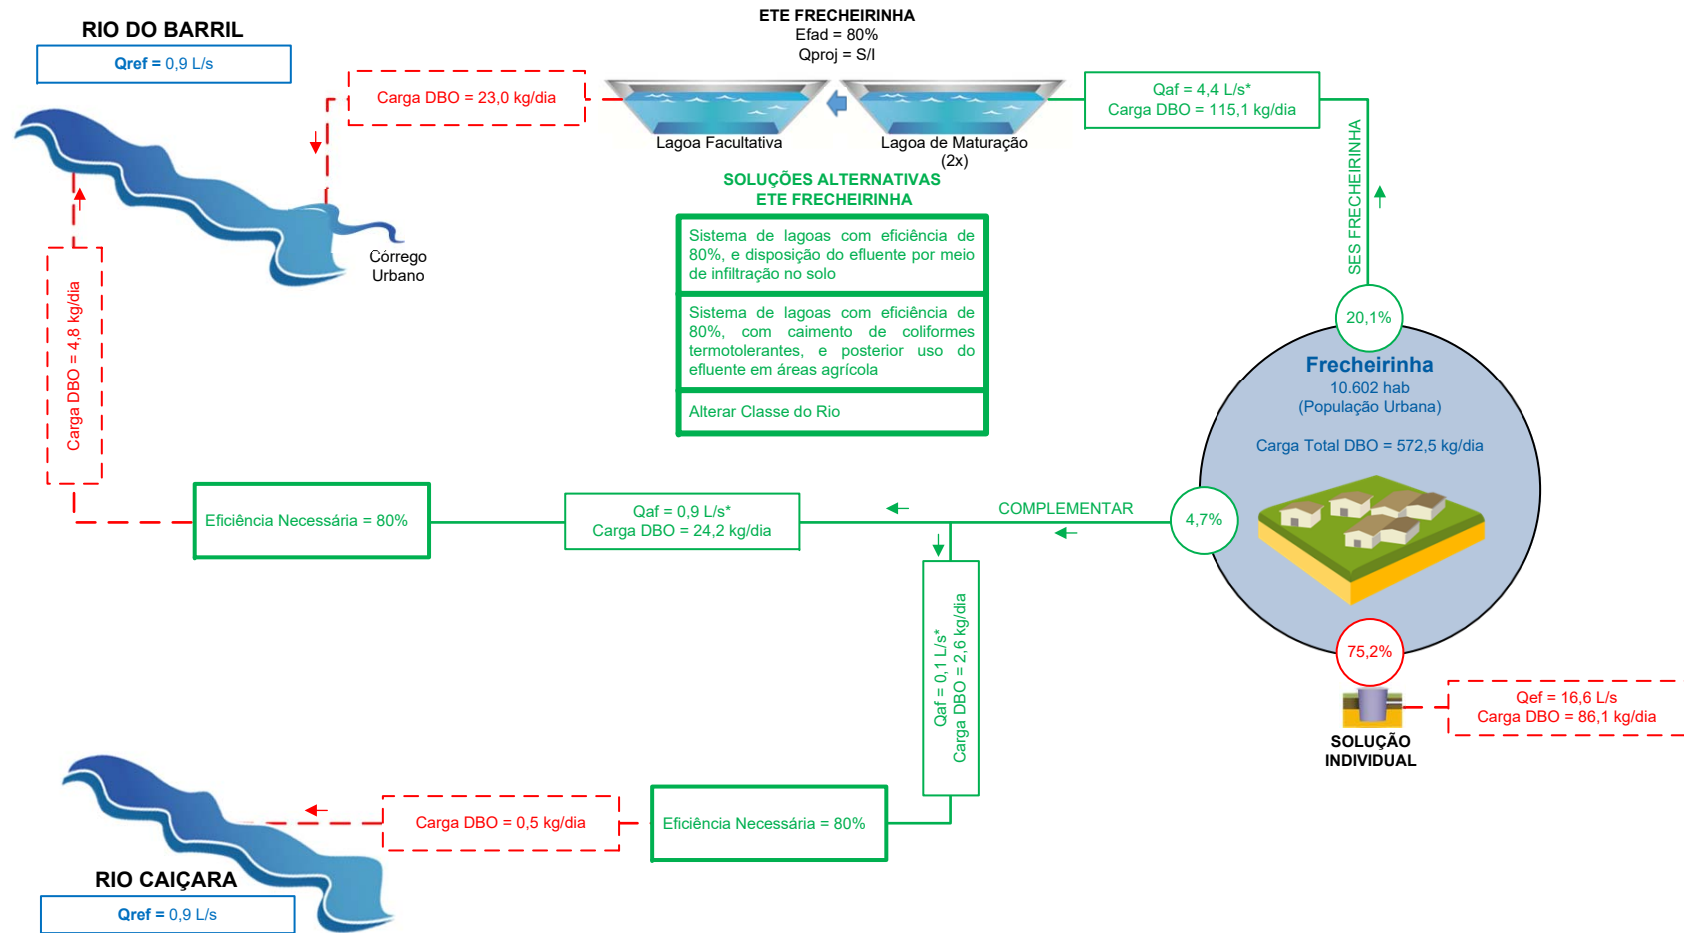 RIO DO BARRIL
Qref = 0,9 L/s
Carga DBO = 23,0 kg/dia
ETE FRECHEIRINHA
Efad = 80%
Qproj = S/I
Lagoa Facultativa
Lagoa de Maturação
(2x)
Qaf = 4,4 L/s*
Carga DBO = 115,1 kg/dia
SES FRECHEIRINHA
Córrego
Urbano
Carga DBO = 4,8 kg/dia
SOLUÇÕES ALTERNATIVAS
ETE FRECHEIRINHA
Sistema de lagoas com eficiência de
80%, e disposição do efluente por meio
de infiltração no solo
Sistema de lagoas com eficiência de
80%, com caimento de coliformes
termotolerantes, e posterior uso do
efluente em áreas agrícola
Alterar Classe do Rio
20,1%
Frecheirinha
10.602 hab
(População Urbana)
Carga Total DBO = 572,5 kg/dia
4,7%
75,2%
COMPLEMENTAR
Qaf = 0,9 L/s*
Carga DBO = 24,2 kg/dia
Eficiência Necessária = 80%
Qaf = 0,1 L/s*
Carga DBO = 2,6 kg/dia
Qef = 16,6 L/s
Carga DBO = 86,1 kg/dia
SOLUÇÃO
INDIVIDUAL
Eficiência Necessária = 80%
Carga DBO = 0,5 kg/dia
RIO CAIÇARA
Qref = 0,9 L/s